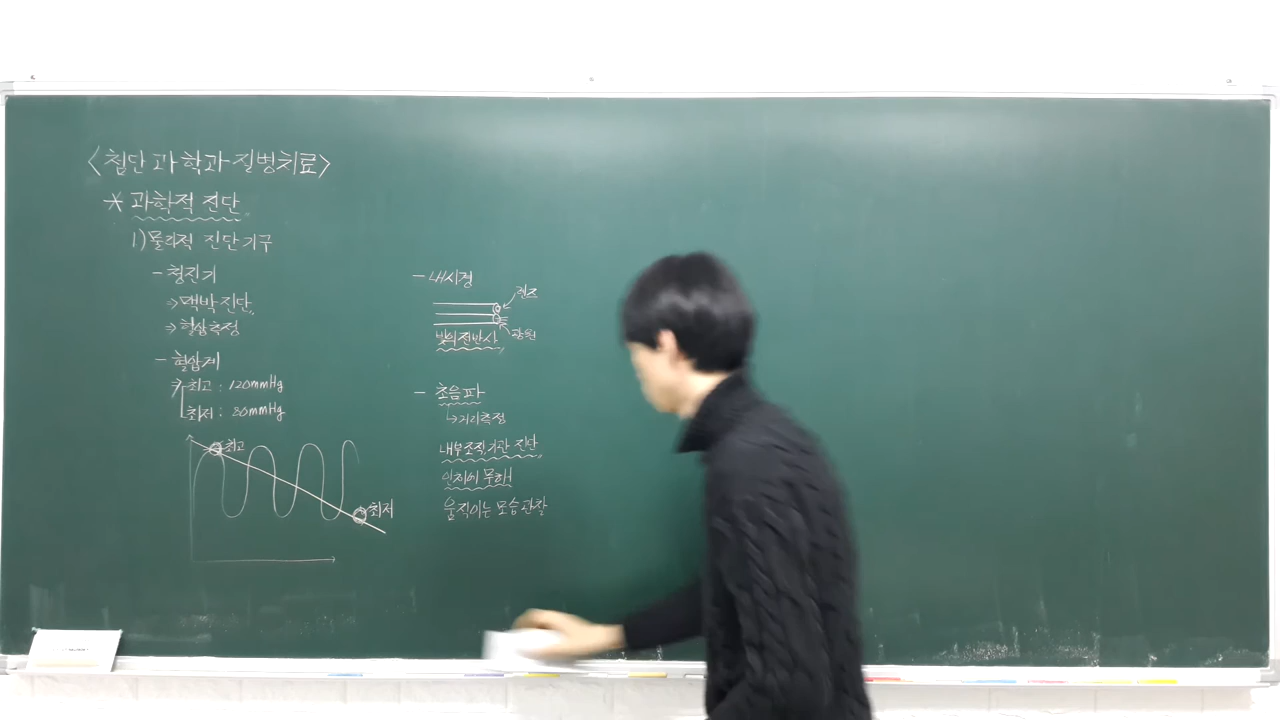 <첨단 과학과 질병치료>
* 과학적 진단
1) 물리적 진단기구
- 청진기
⇒ 맥박 진단,
⇒ 혈압측정
- 혈압계
최고 : 120mmHg
최저 : 80mmHg
최고
최저
- 내시경
렌즈
광원
빛의 전반사,
- 초음파
↳ 거리측정
내부조직, 기관 진단,
인체에 무해!
움직이는 모습 관찰